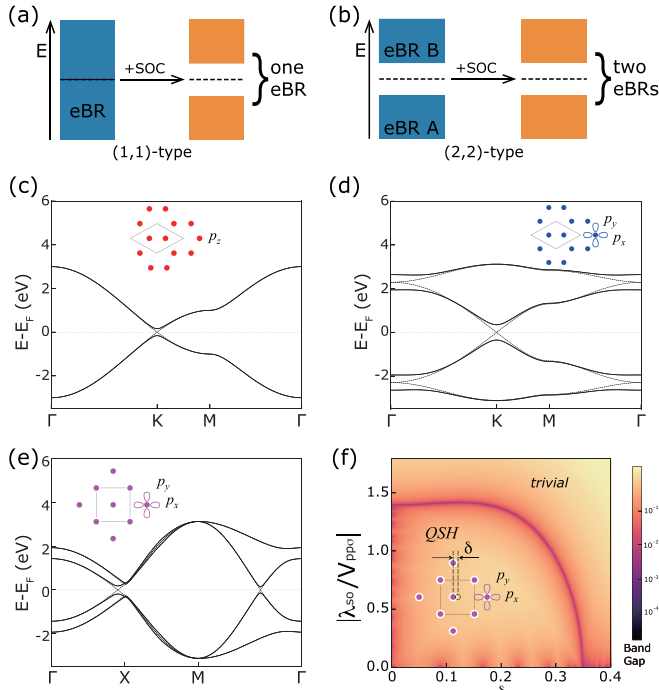 (a)
E
eBR
+SOC
} one
eBR
(1,1)-type
(b)
E
eBR B
eBR A
+SOC
} two
eBRs
(2,2)-type
(c)
E-E_F (eV)
6
4
2
0
-2
p_z
Γ K M Γ
(d)
E-E_F (eV)
6
4
2
0
-2
p_y
p_x
Γ K M Γ
(e)
E-E_F (eV)
6
4
2
0
-2
p_y
p_x
Γ X M Γ
(f)
|λ_so/V_ppσ|
1.5
1.0
0.5
0.0
trivial
QSH
δ
p_y
p_x
0 0.1 0.2 0.3 0.4
10^-1
10^-2
10^-3
10^-4
Band
Gap